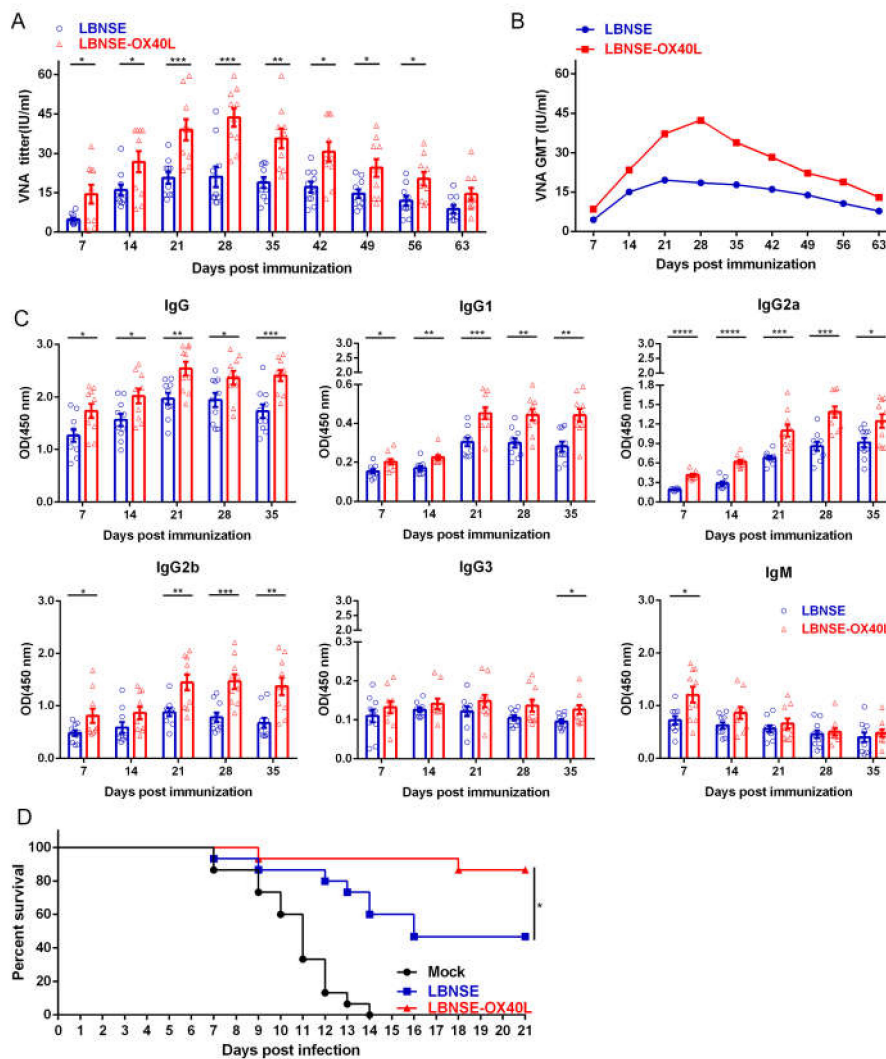 A
LBNSE
LBNSE-OX40L
* * *** *** ** * * *
VNA titer(IU/ml)
60
45
30
15
0
7 14 21 28 35 42 49 56 63
Days post immunization
B
LBNSE
LBNSE-OX40L
VNA GMT (IU/ml)
60
45
30
15
0
7 14 21 28 35 42 49 56 63
Days post immunization
C
IgG
* * ** * ***
OD(450 nm)
3.0
2.0
1.0
0.0
7 14 21 28 35
Days post immunization
IgG1
* ** *** ** **
OD(450 nm)
3.0
2.5
2.0
0.6
0.4
0.2
0.0
7 14 21 28 35
Days post immunization
IgG2a
**** **** *** *** *
OD(450 nm)
3.0
2.5
2.0
1.8
1.5
1.2
0.9
0.6
0.3
0.0
7 14 21 28 35
Days post immunization
IgG2b
* ** *** **
OD(450 nm)
3.0
2.0
1.0
0.0
7 14 21 28 35
Days post immunization
IgG3
*
OD(450 nm)
3.0
2.5
2.0
0.3
0.2
0.1
0.0
7 14 21 28 35
Days post immunization
IgM
*
LBNSE
LBNSE-OX40L
OD(450 nm)
3.0
2.0
1.0
0.0
7 14 21 28 35
Days post immunization
D
Percent survival
100
80
60
40
20
0
*
Mock
LBNSE
LBNSE-OX40L
0 1 2 3 4 5 6 7 8 9 10 11 12 13 14 15 16 17 18 19 20 21
Days post infection